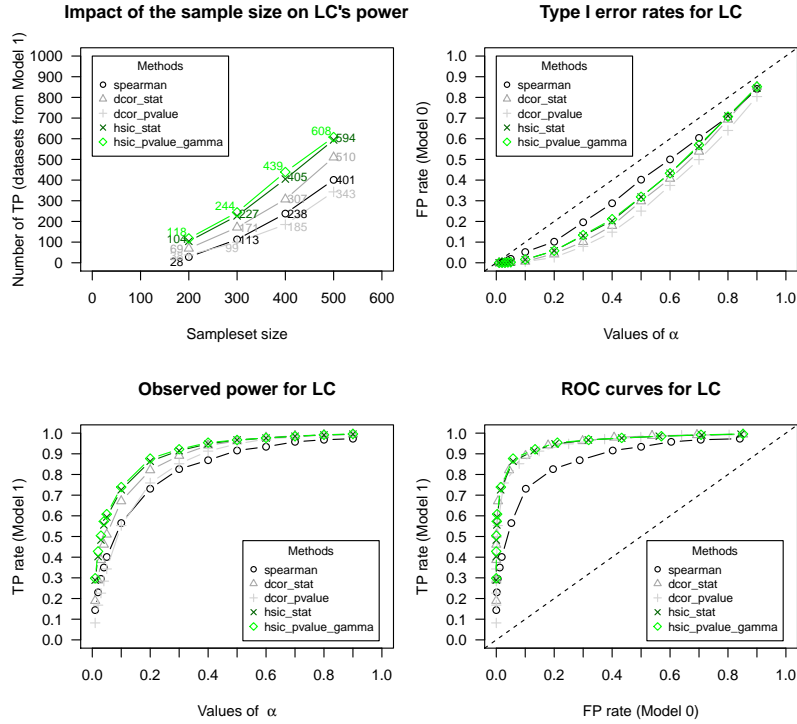 Impact of the sample size on LC's power
Number of TP (datasets from Model 1)
1000
900
800
700
600
500
400
300
200
100
0
Methods
spearman
dcor_stat
dcor_pvalue
hsic_stat
hsic_pvalue_gamma
608
594
510
439
405
401
343
307
244
227
238
185
171
118
104
113
99
69
28
0 100 200 300 400 500 600
Sampleset size
Type I error rates for LC
FP rate (Model 0)
1.0
0.9
0.8
0.7
0.6
0.5
0.4
0.3
0.2
0.1
0.0
Methods
spearman
dcor_stat
dcor_pvalue
hsic_stat
hsic_pvalue_gamma
0.0 0.2 0.4 0.6 0.8 1.0
Values of α
Observed power for LC
TP rate (Model 1)
1.0
0.9
0.8
0.7
0.6
0.5
0.4
0.3
0.2
0.1
0.0
Methods
spearman
dcor_stat
dcor_pvalue
hsic_stat
hsic_pvalue_gamma
0.0 0.2 0.4 0.6 0.8 1.0
Values of α
ROC curves for LC
TP rate (Model 1)
1.0
0.9
0.8
0.7
0.6
0.5
0.4
0.3
0.2
0.1
0.0
Methods
spearman
dcor_stat
dcor_pvalue
hsic_stat
hsic_pvalue_gamma
0.0 0.2 0.4 0.6 0.8 1.0
FP rate (Model 0)